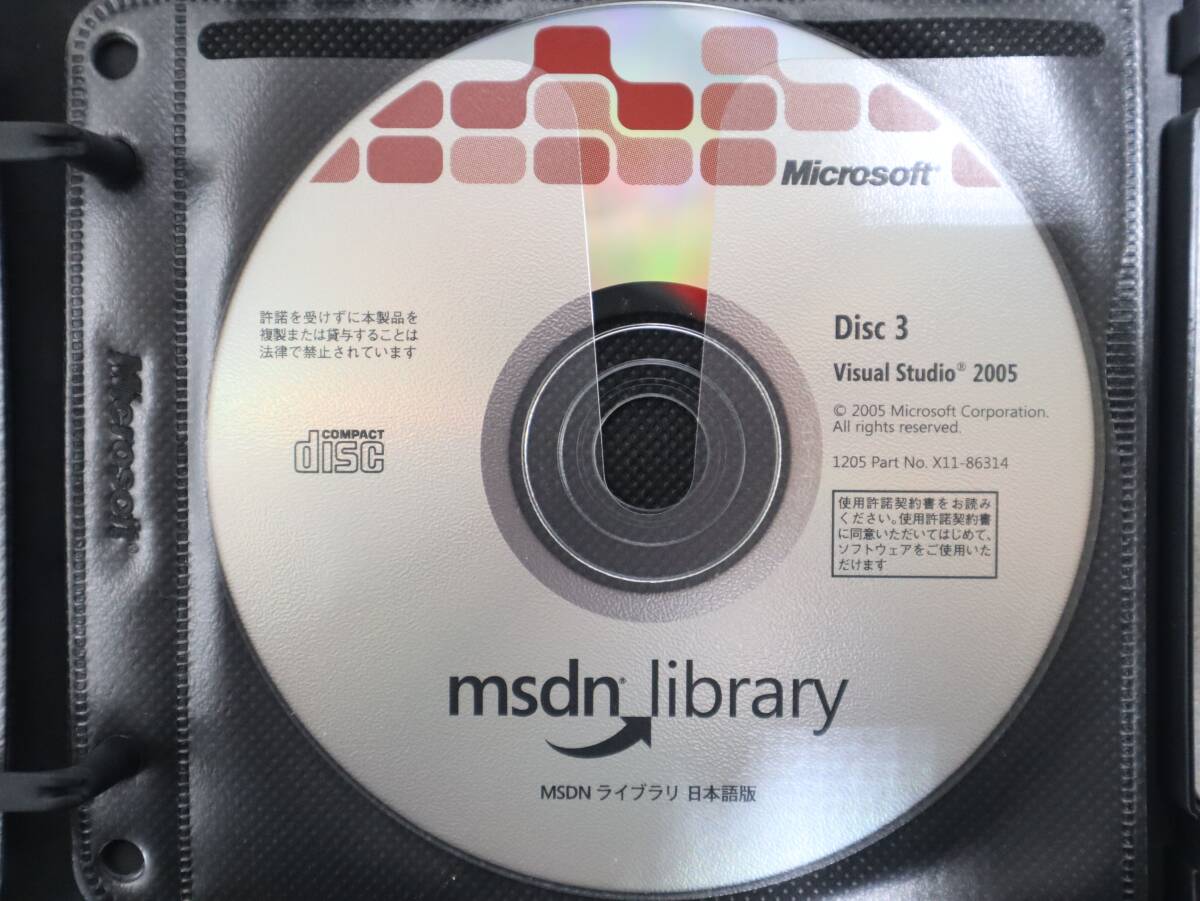 Microsoft
許諾を受けずに本製品を
複製または貸与することは
法律で禁止されています
COMPACT
disc
Disc 3
Visual Studio® 2005
© 2005 Microsoft Corporation.
All rights reserved.
1205 Part No. X11-86314
使用許諾契約書をお読み
ください。使用許諾契約書
に同意いただいてはじめて、
ソフトウェアをご使用いた
だけます
msdn® library
MSDN ライブラリ 日本語版
Microsoft®